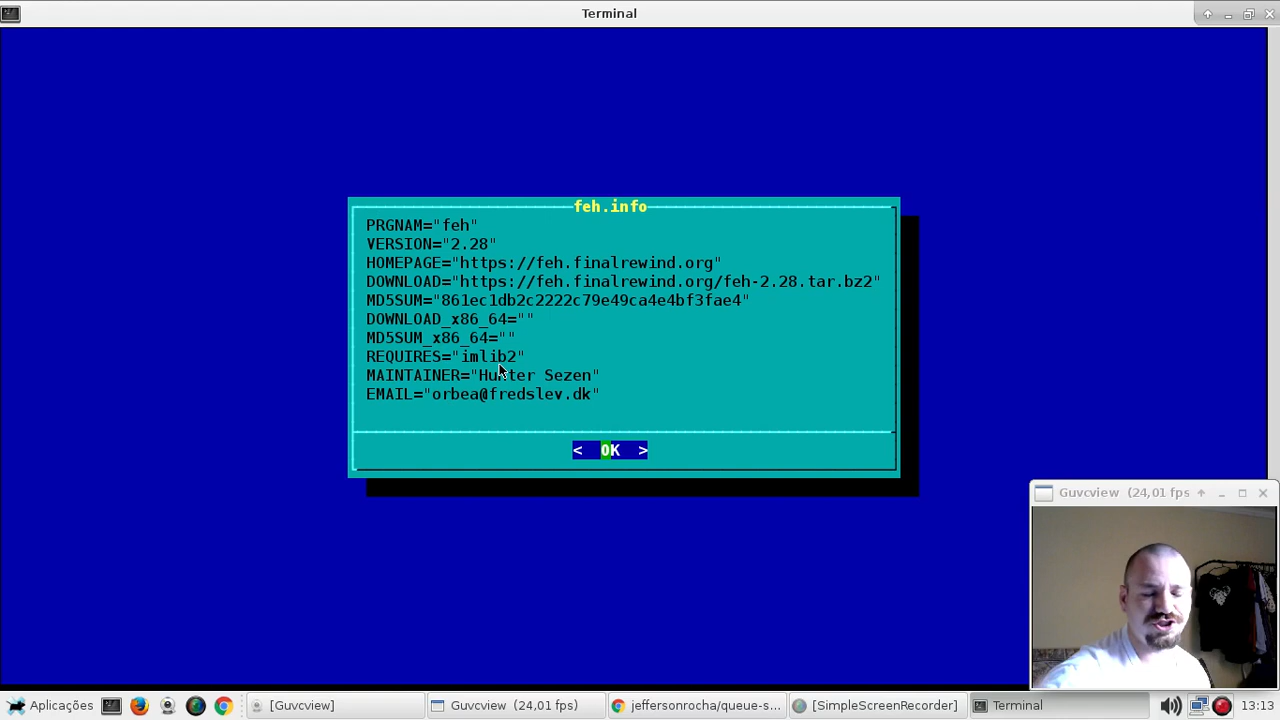 Terminal
feh.info
PRGNAM="feh"
VERSION="2.28"
HOMEPAGE="https://feh.finalrewind.org"
DOWNLOAD="https://feh.finalrewind.org/feh-2.28.tar.bz2"
MD5SUM="861ec1db2c2222c79e49ca4e4bf3fae4"
DOWNLOAD_x86_64=""
MD5SUM_x86_64=""
REQUIRES="imlib2"
MAINTAINER="Hunter Sezen"
EMAIL="orbea@fredslev.dk"
< OK >
Guvcview (24,01 fps
Aplicações [Guvcview] Guvcview (24,01 fps) jeffersonrocha/queue-s... [SimpleScreenRecorder] Terminal 13:13